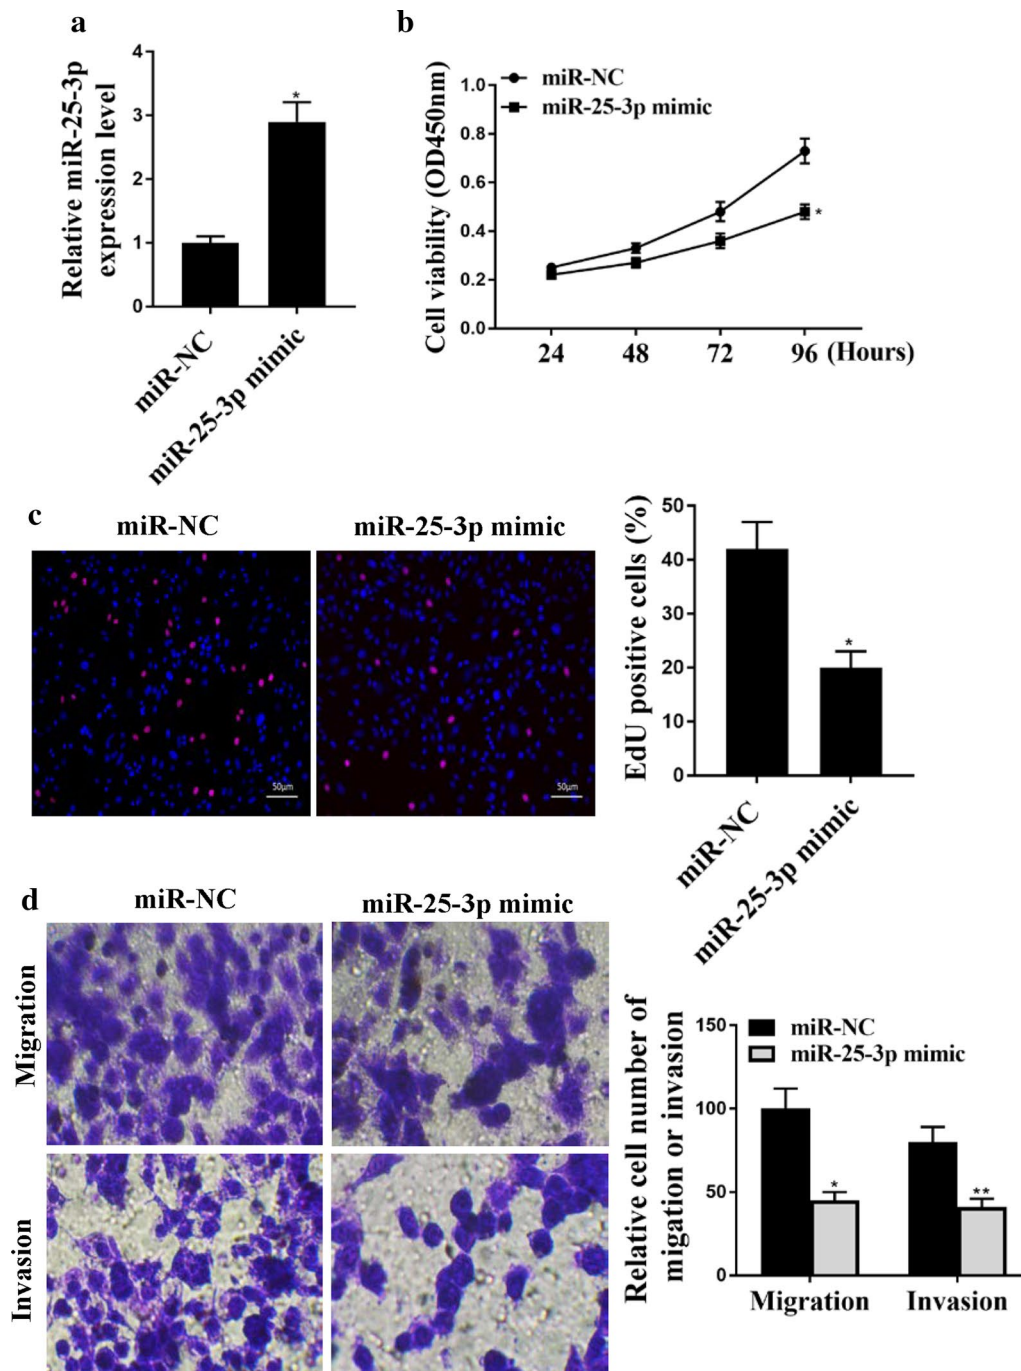 a
Relative miR-25-3p
expression level
4
3
2
1
0
*
miR-NC
miR-25-3p mimic
b
miR-NC
miR-25-3p mimic
Cell viability (OD450nm)
1.0
0.8
0.6
0.4
0.2
0.0
*
24 48 72 96 (Hours)
c
miR-NC
miR-25-3p mimic
50μm
50μm
EdU positive cells (%)
50
40
30
20
10
0
*
miR-NC
miR-25-3p mimic
d
miR-NC
miR-25-3p mimic
Migration
Invasion
Relative cell number of
migation or invasion
150
100
50
0
miR-NC
miR-25-3p mimic
*
**
Migration Invasion